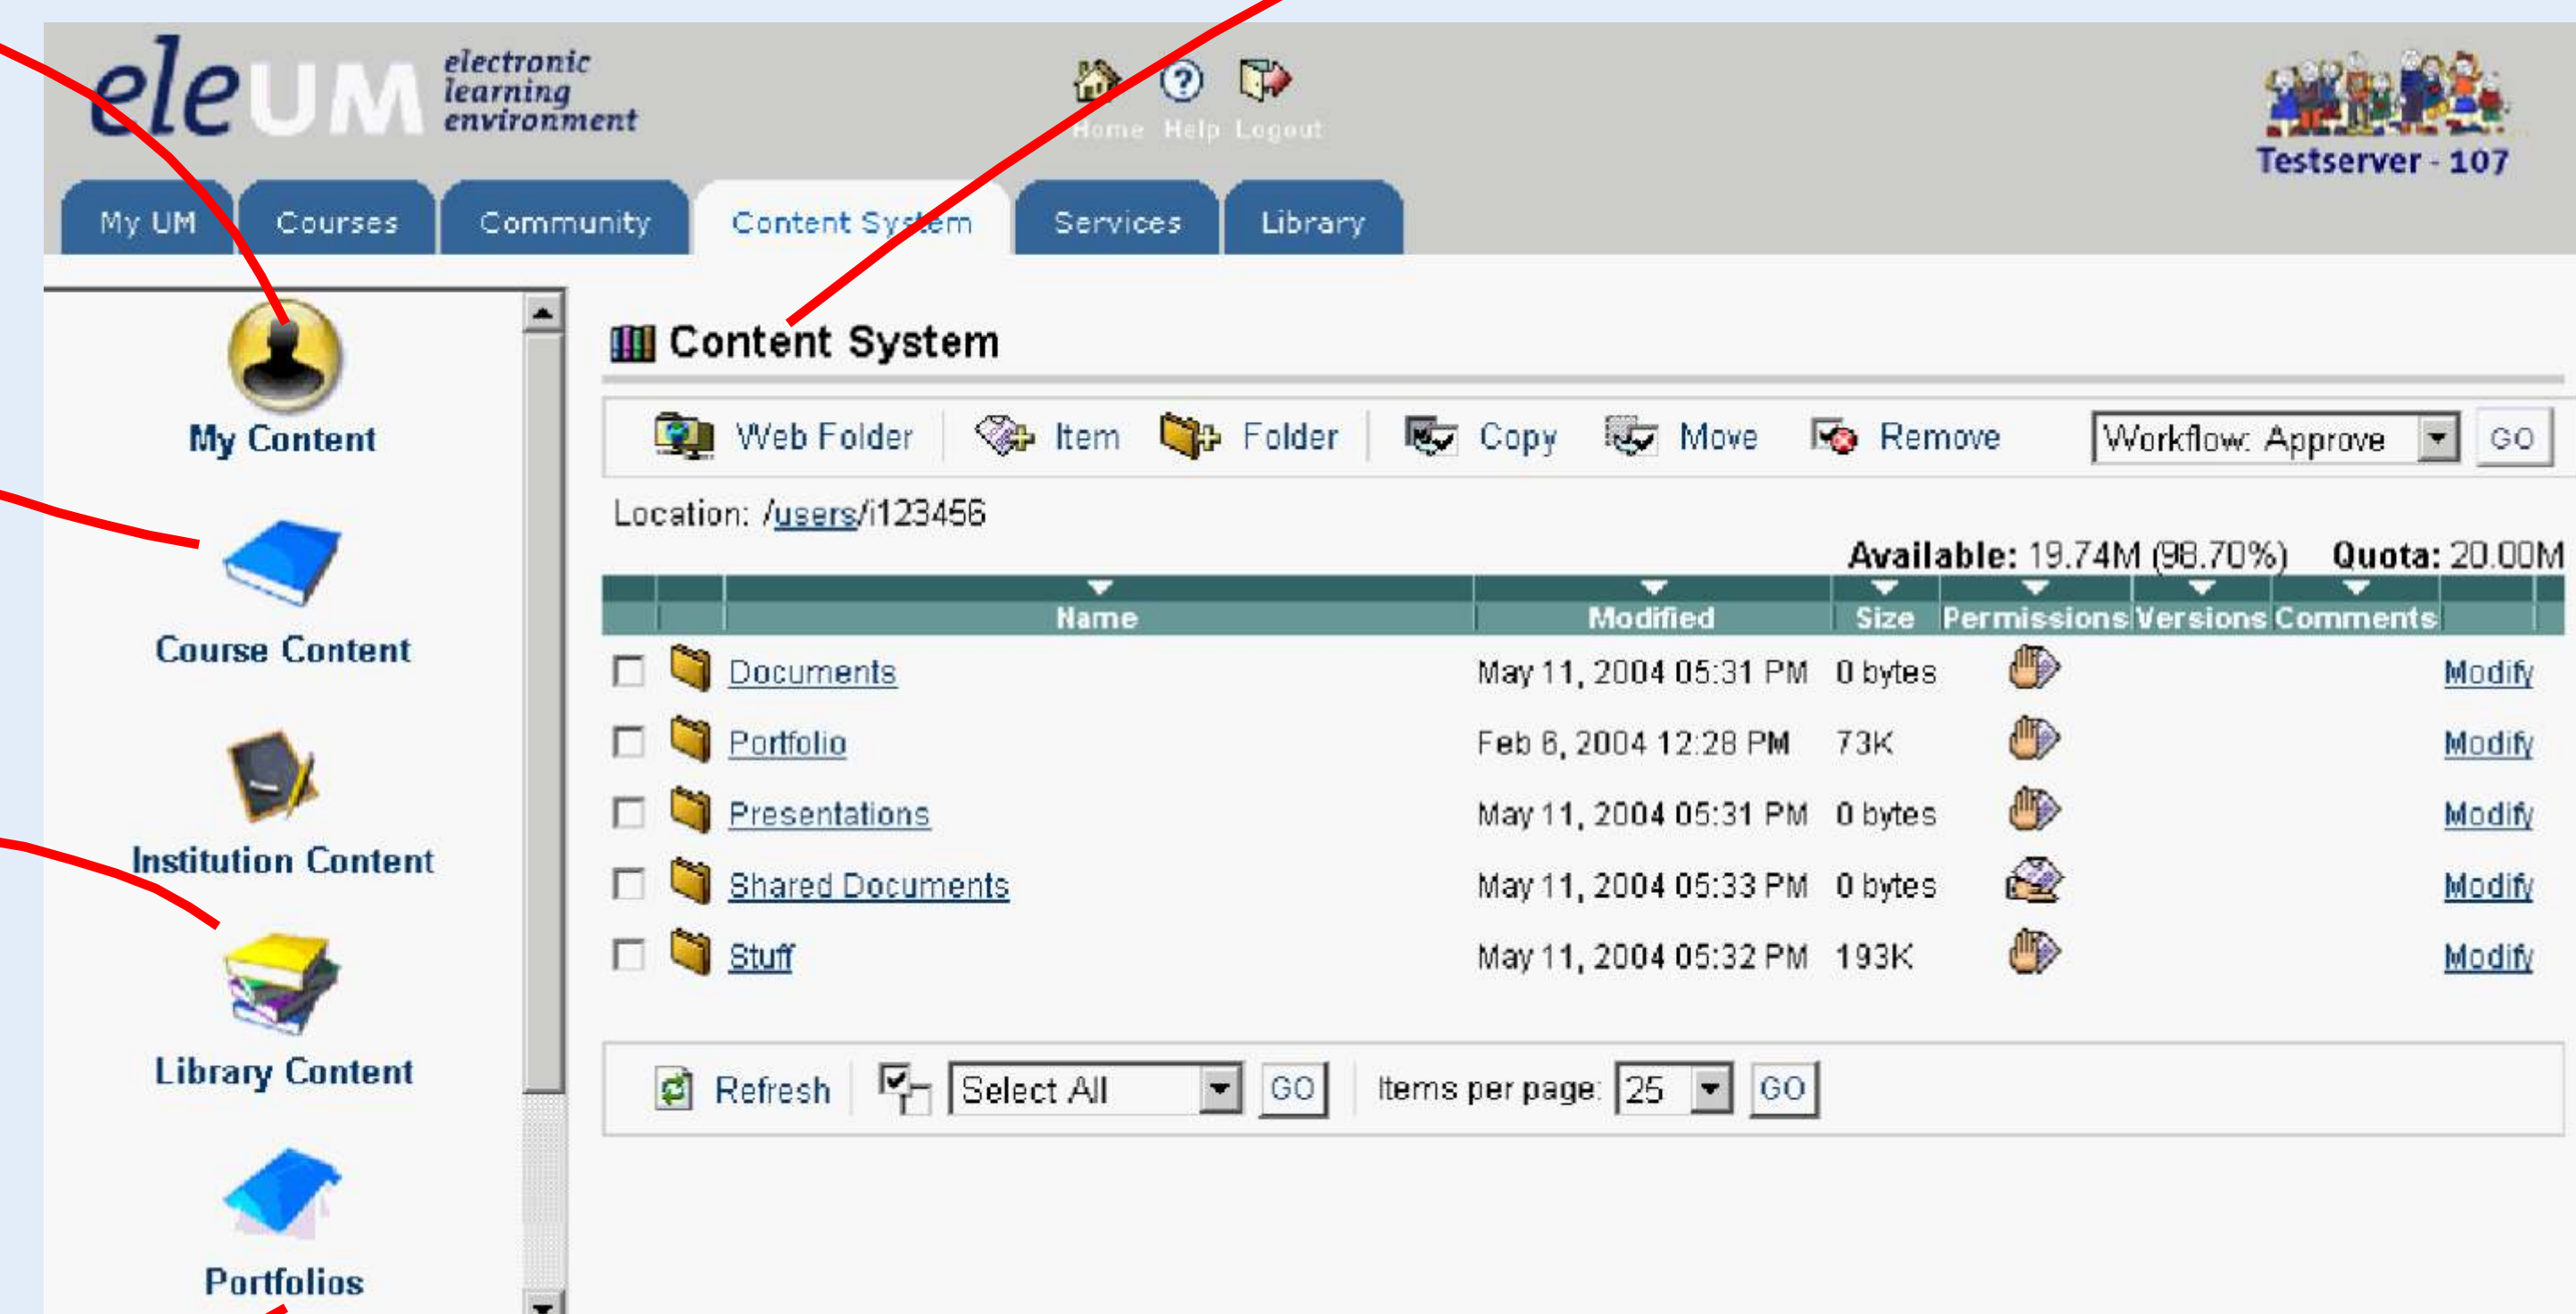 eleUM electronic
learning
environment
Home Help Logout
Testserver - 107
My UM Courses Community Content System Services Library
My Content
Course Content
Institution Content
Library Content
Portfolios
Content System
Web Folder Item Folder Copy Move Remove Workflow: Approve GO
Location: /users/i123456
Available: 19.74M (98.70%) Quota: 20.00M
Name Modified Size Permissions Versions Comments
Documents May 11, 2004 05:31 PM 0 bytes Modify
Portfolio Feb 6, 2004 12:28 PM 73K Modify
Presentations May 11, 2004 05:31 PM 0 bytes Modify
Shared Documents May 11, 2004 05:33 PM 0 bytes Modify
Stuff May 11, 2004 05:32 PM 193K Modify
Refresh Select All GO Items per page: 25 GO